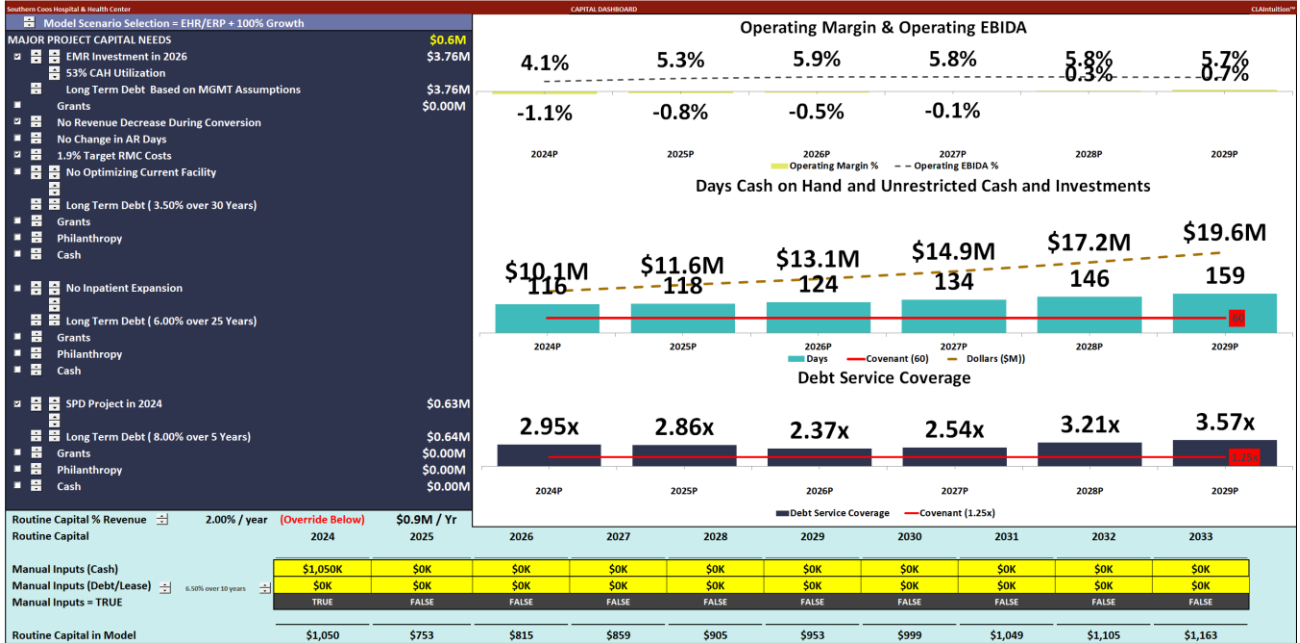 Southern Coos Hospital & Health Center CAPITAL DASHBOARD CLAIntuition™
Model Scenario Selection = EHR/ERP + 100% Growth
MAJOR PROJECT CAPITAL NEEDS $0.6M
EMR Investment in 2026 $3.76M
53% CAH Utilization
Long Term Debt Based on MGMT Assumptions $3.76M
Grants $0.00M
No Revenue Decrease During Conversion
No Change in AR Days
1.9% Target RMC Costs
No Optimizing Current Facility
Long Term Debt ( 3.50% over 30 Years)
Grants
Philanthropy
Cash
No Inpatient Expansion
Long Term Debt ( 6.00% over 25 Years)
Grants
Philanthropy
Cash
SPD Project in 2024 $0.63M
Long Term Debt ( 8.00% over 5 Years) $0.64M
Grants $0.00M
Philanthropy $0.00M
Cash $0.00M
Operating Margin & Operating EBIDA
4.1% 5.3% 5.9% 5.8% 5.8% 5.7%
0.3% 0.7%
-1.1% -0.8% -0.5% -0.1%
2024P 2025P 2026P 2027P 2028P 2029P
Operating Margin % Operating EBIDA %
Days Cash on Hand and Unrestricted Cash and Investments
$10.1M $11.6M $13.1M $14.9M $17.2M $19.6M
116 118 124 134 146 159
60
2024P 2025P 2026P 2027P 2028P 2029P
Days Covenant (60) Dollars ($M))
Debt Service Coverage
2.95x 2.86x 2.37x 2.54x 3.21x 3.57x
1.25x
2024P 2025P 2026P 2027P 2028P 2029P
Debt Service Coverage Covenant (1.25x)
Routine Capital % Revenue 2.00% / year (Override Below) $0.9M / Yr
Routine Capital 2024 2025 2026 2027 2028 2029 2030 2031 2032 2033
Manual Inputs (Cash) $1,050K $0K $0K $0K $0K $0K $0K $0K $0K $0K
Manual Inputs (Debt/Lease) 6.50% over 10 years $0K $0K $0K $0K $0K $0K $0K $0K $0K $0K
Manual Inputs = TRUE TRUE FALSE FALSE FALSE FALSE FALSE FALSE FALSE FALSE FALSE
Routine Capital in Model $1,050 $753 $815 $859 $905 $953 $999 $1,049 $1,105 $1,163